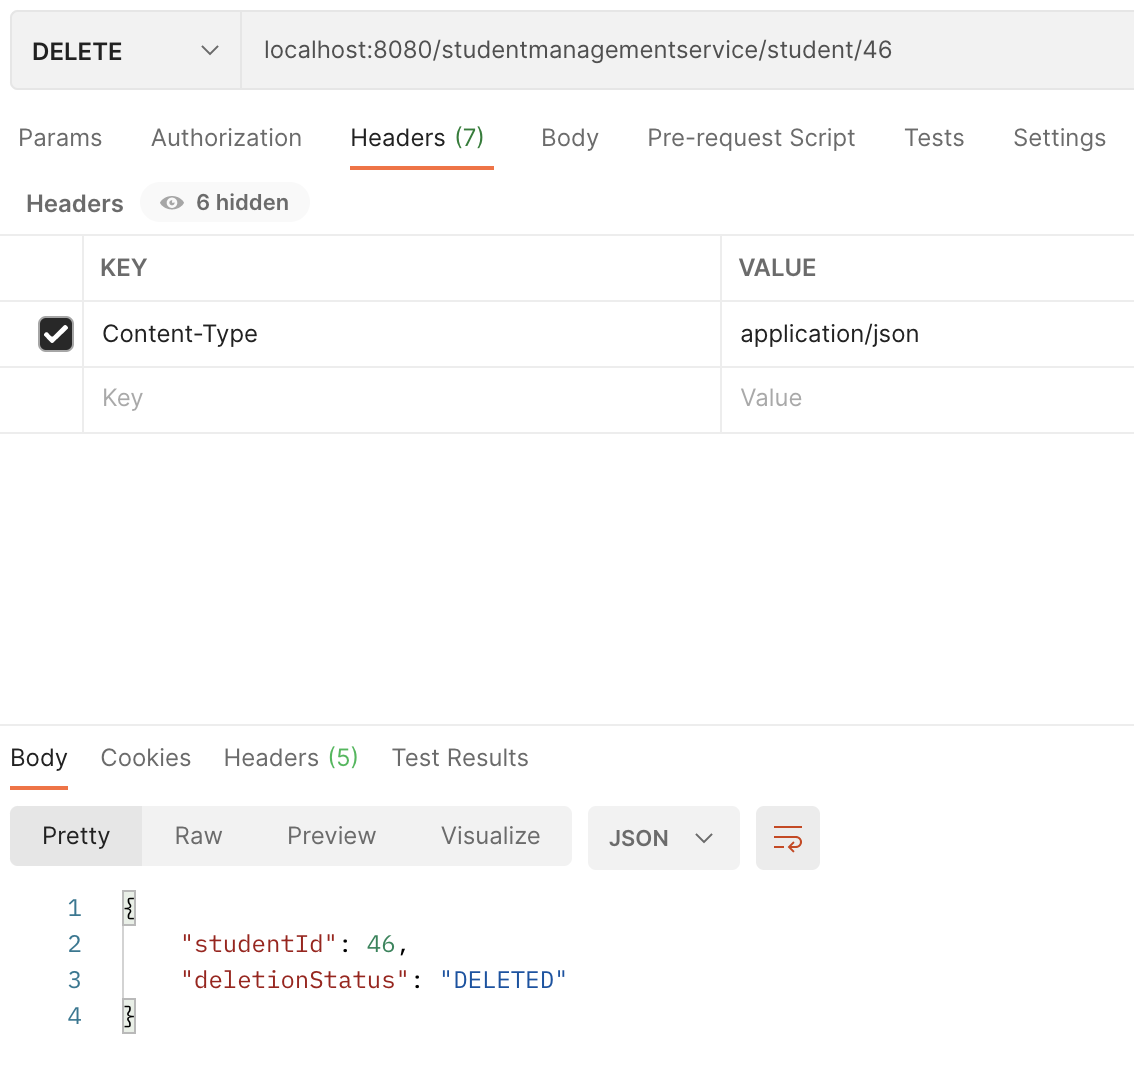 DELETE localhost:8080/studentmanagementservice/student/46
Params Authorization Headers (7) Body Pre-request Script Tests Settings
Headers 6 hidden
KEY VALUE
Content-Type application/json
Key Value
Body Cookies Headers (5) Test Results
Pretty Raw Preview Visualize JSON
1 {
2 "studentId": 46,
3 "deletionStatus": "DELETED"
4 }